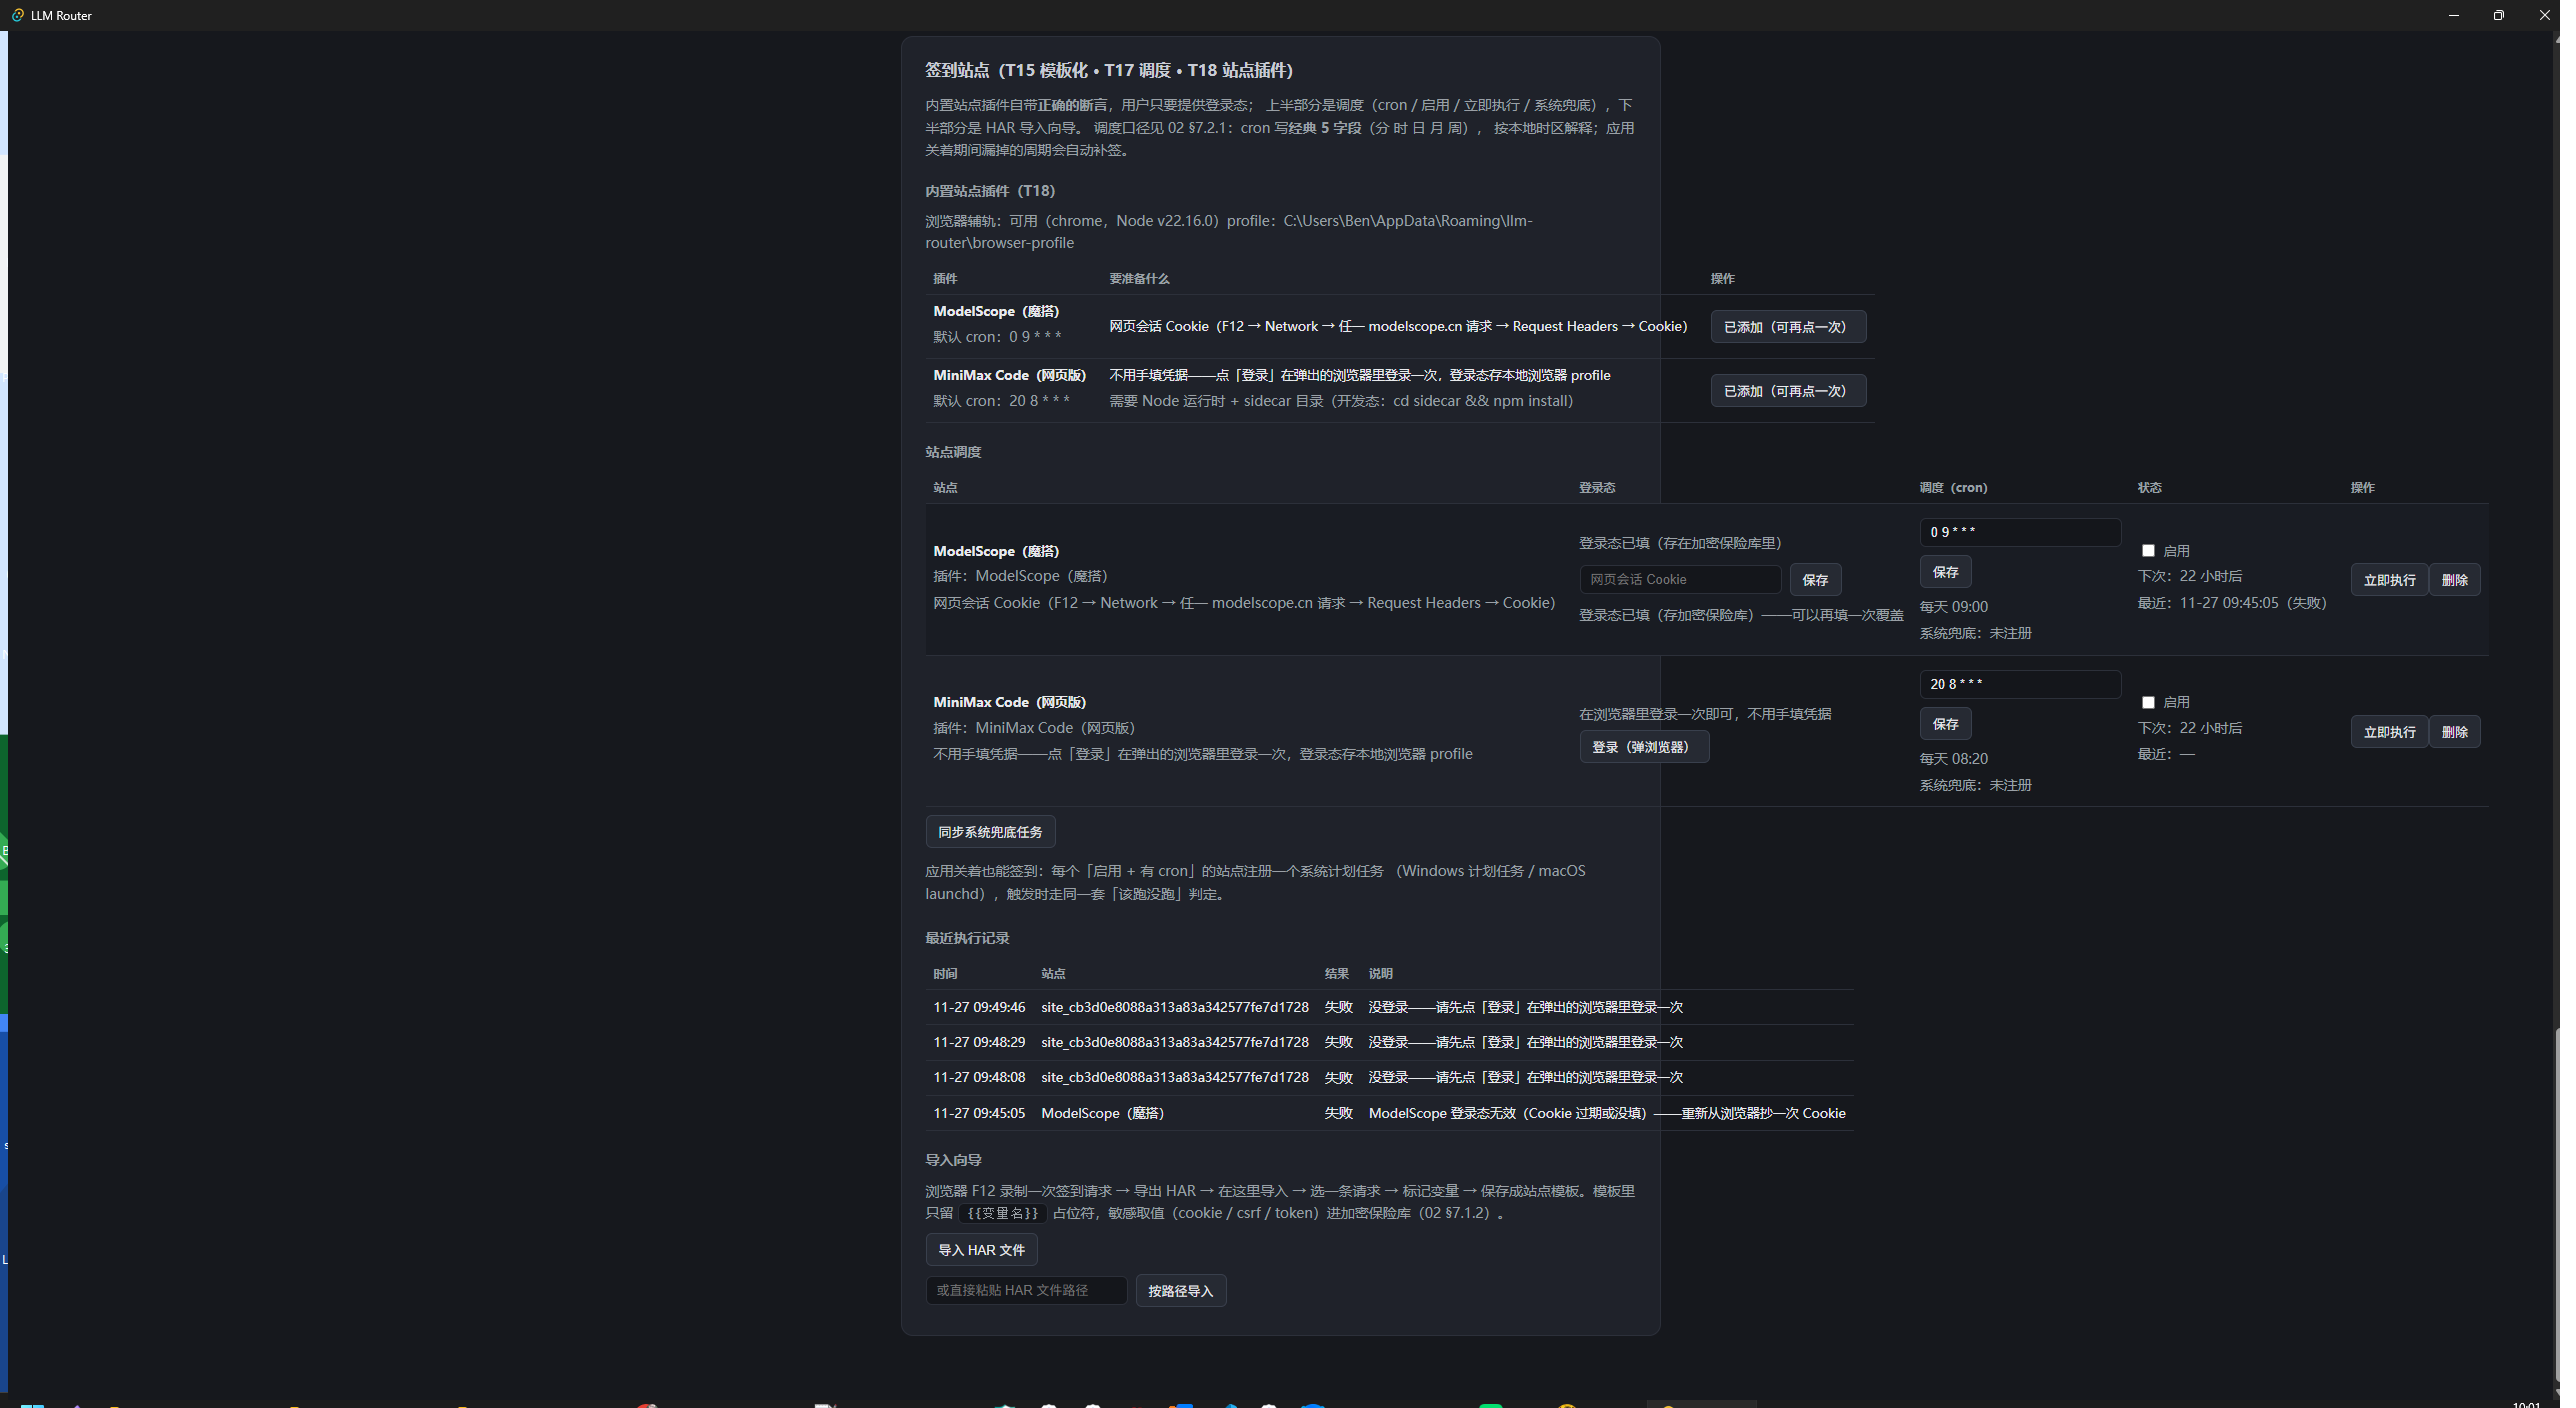 LLM Router
签到站点（T15 模板化 • T17 调度 • T18 站点插件）
内置站点插件自带正确的断言，用户只要提供登录态； 上半部分是调度（cron / 启用 / 立即执行 / 系统兜底），下
半部分是 HAR 导入向导。 调度口径见 02 §7.2.1：cron 写经典 5 字段（分 时 日 月 周）， 按本地时区解释；应用
关着期间漏掉的周期会自动补签。
内置站点插件（T18）
浏览器辅轨：可用（chrome，Node v22.16.0）profile：C:\Users\Ben\AppData\Roaming\llm-
router\browser-profile
插件 要准备什么 操作
ModelScope（魔搭）
默认 cron：0 9 * * *
网页会话 Cookie（F12 → Network → 任一 modelscope.cn 请求 → Request Headers → Cookie）
已添加（可再点一次）
MiniMax Code（网页版）
默认 cron：20 8 * * *
不用手填凭据——点「登录」在弹出的浏览器里登录一次，登录态存本地浏览器 profile
需要 Node 运行时 + sidecar 目录（开发态：cd sidecar && npm install）
已添加（可再点一次）
站点调度
站点 登录态 调度（cron） 状态 操作
ModelScope（魔搭）
插件：ModelScope（魔搭）
网页会话 Cookie（F12 → Network → 任一 modelscope.cn 请求 → Request Headers → Cookie）
登录态已填（存在加密保险库里）
网页会话 Cookie 保存
登录态已填（存加密保险库）——可以再填一次覆盖
0 9 * * *
保存
每天 09:00
系统兜底：未注册
启用
下次：22 小时后
最近：11-27 09:45:05（失败）
立即执行 删除
MiniMax Code（网页版）
插件：MiniMax Code（网页版）
不用手填凭据——点「登录」在弹出的浏览器里登录一次，登录态存本地浏览器 profile
在浏览器里登录一次即可，不用手填凭据
登录（弹浏览器）
20 8 * * *
保存
每天 08:20
系统兜底：未注册
启用
下次：22 小时后
最近：—
立即执行 删除
同步系统兜底任务
应用关着也能签到：每个「启用 + 有 cron」的站点注册一个系统计划任务 （Windows 计划任务 / macOS
launchd），触发时走同一套「该跑没跑」判定。
最近执行记录
时间 站点 结果 说明
11-27 09:49:46 site_cb3d0e8088a313a83a342577fe7d1728 失败 没登录——请先点「登录」在弹出的浏览器里登录一次
11-27 09:48:29 site_cb3d0e8088a313a83a342577fe7d1728 失败 没登录——请先点「登录」在弹出的浏览器里登录一次
11-27 09:48:08 site_cb3d0e8088a313a83a342577fe7d1728 失败 没登录——请先点「登录」在弹出的浏览器里登录一次
11-27 09:45:05 ModelScope（魔搭） 失败 ModelScope 登录态无效（Cookie 过期或没填）——重新从浏览器抄一次 Cookie
导入向导
浏览器 F12 录制一次签到请求 → 导出 HAR → 在这里导入 → 选一条请求 → 标记变量 → 保存成站点模板。模板里
只留 {{变量名}} 占位符，敏感取值（cookie / csrf / token）进加密保险库（02 §7.1.2）。
导入 HAR 文件
或直接粘贴 HAR 文件路径 按路径导入